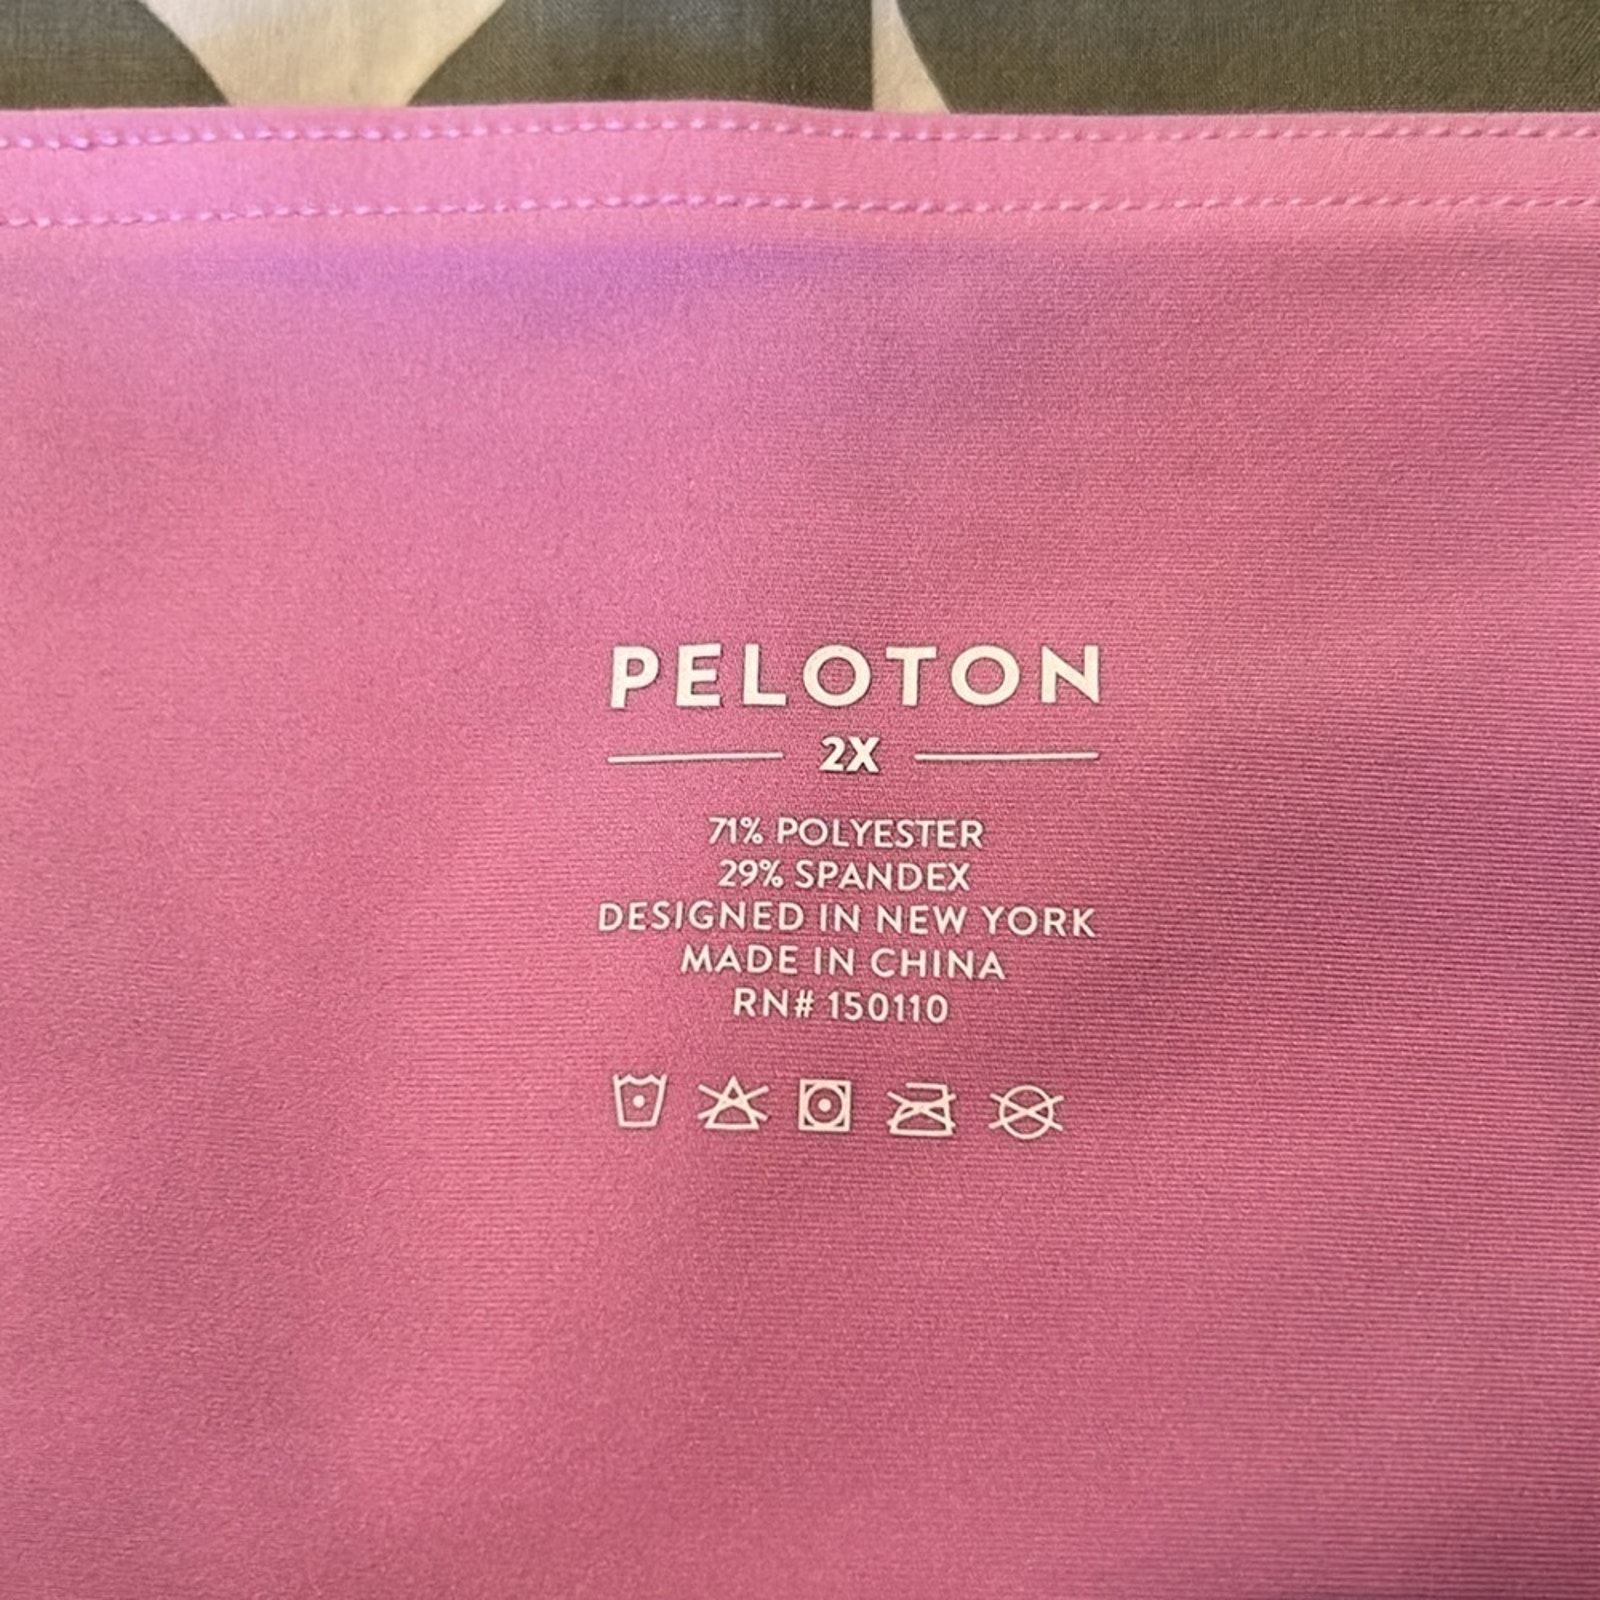 PELOTON
2X
71% POLYESTER
29% SPANDEX
DESIGNED IN NEW YORK
MADE IN CHINA
RN# 150110